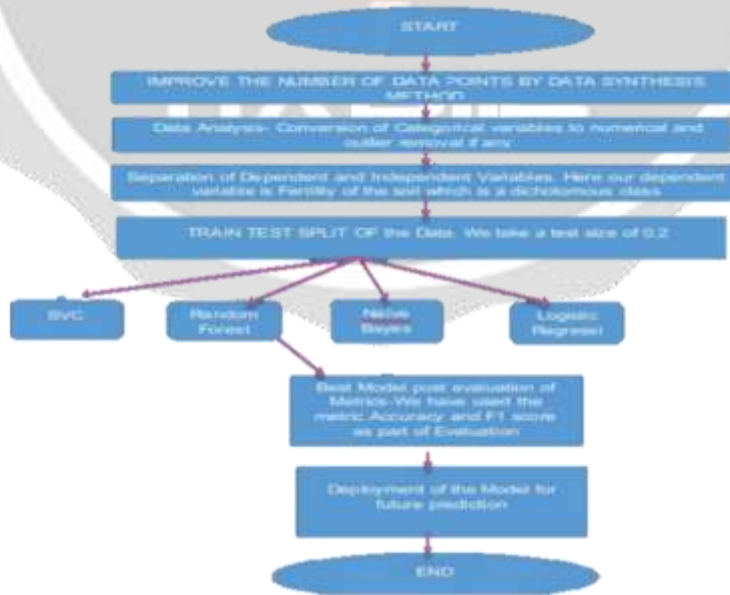 START
IMPROVE THE NUMBER OF DATA POINTS BY DATA SYNTHESIS
METHOD
Data Analysis- Conversion of Categorical variables to numerical and
outlier removal if any
Separation of Dependent and Independent Variables. Here our dependent
variable is Fertility of the soil which is a dichotomous class
TRAIN TEST SPLIT OF the Data. We take a test size of 0.2
SVC
Random
Forest
Naïve
Bayes
Logistic
Regressi
Best Model post evaluation of
Metrics-We have used the
metric Accuracy and F1 score
as part of Evaluation
Deployment of the Model for
future prediction
END